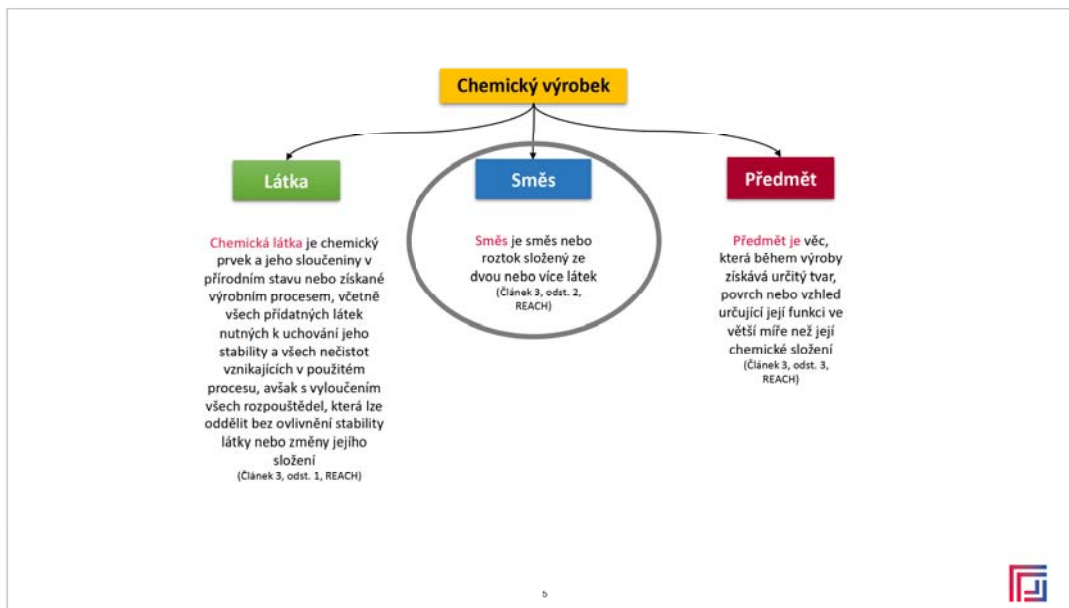 Chemický výrobek
Látka
Chemická látka je chemický
prvek a jeho sloučeniny v
přírodním stavu nebo získané
výrobním procesem, včetně
všech přídatných látek
nutných k uchování jeho
stability a všech nečistot
vznikajících v použitém
procesu, avšak s vyloučením
všech rozpouštědel, která lze
oddělit bez ovlivnění stability
látky nebo změny jejího
složení
(Článek 3, odst. 1, REACH)
Směs
Směs je směs nebo
roztok složený ze
dvou nebo více látek
(Článek 3, odst. 2,
REACH)
Předmět
Předmět je věc,
která během výroby
získává určitý tvar,
povrch nebo vzhled
určující její funkci ve
větší míře než její
chemické složení
(Článek 3, odst. 3,
REACH)
5